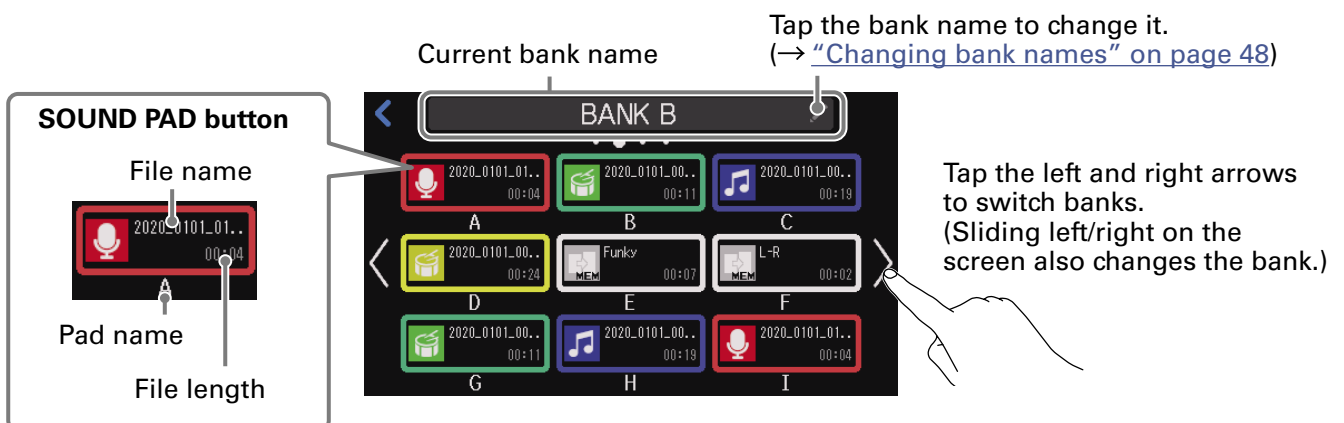 Tap the bank name to change it.
(→ "Changing bank names" on page 48)
Current bank name
SOUND PAD button
File name
2020_0101_01..
00:04
A
Pad name
File length
BANK B
2020_0101_01..
00:04
A
2020_0101_00..
00:11
B
2020_0101_00..
00:19
C
2020_0101_00..
00:24
D
MEM
Funky
00:07
E
MEM
L-R
00:02
F
2020_0101_00..
00:11
G
2020_0101_00..
00:19
H
2020_0101_01..
00:04
I
Tap the left and right arrows
to switch banks.
(Sliding left/right on the
screen also changes the bank.)